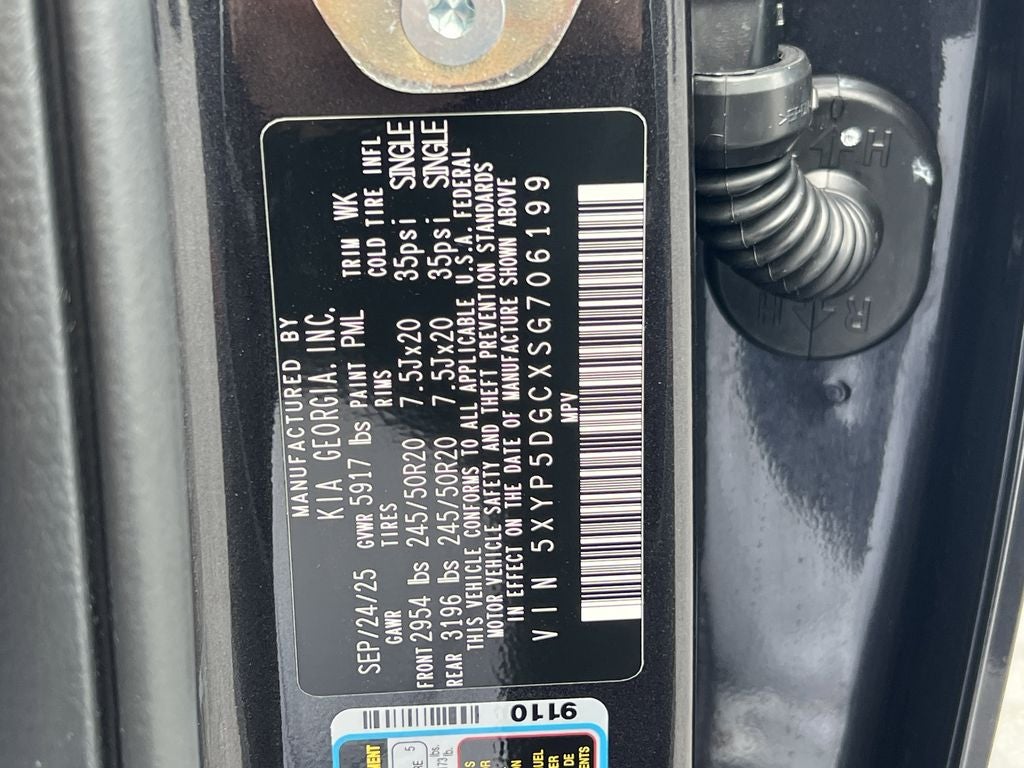 MANUFACTURED BY
KIA GEORGIA. INC.
SEP/24/25 GVWR 5917 lbs PAINT PML TRIM WK
GAWR TIRES RIMS COLD TIRE INFL
FRONT 2954 lbs 245/50R20 7.5Jx20 35psi SINGLE
REAR 3196 lbs 245/50R20 7.5Jx20 35psi SINGLE
THIS VEHICLE CONFORMS TO ALL APPLICABLE U.S.A. FEDERAL
MOTOR VEHICLE SAFETY AND THEFT PREVENTION STANDARDS
IN EFFECT ON THE DATE OF MANUFACTURE SHOWN ABOVE
MPV
VIN 5XYP5DGCXSG706199
9110
5
H
R
H